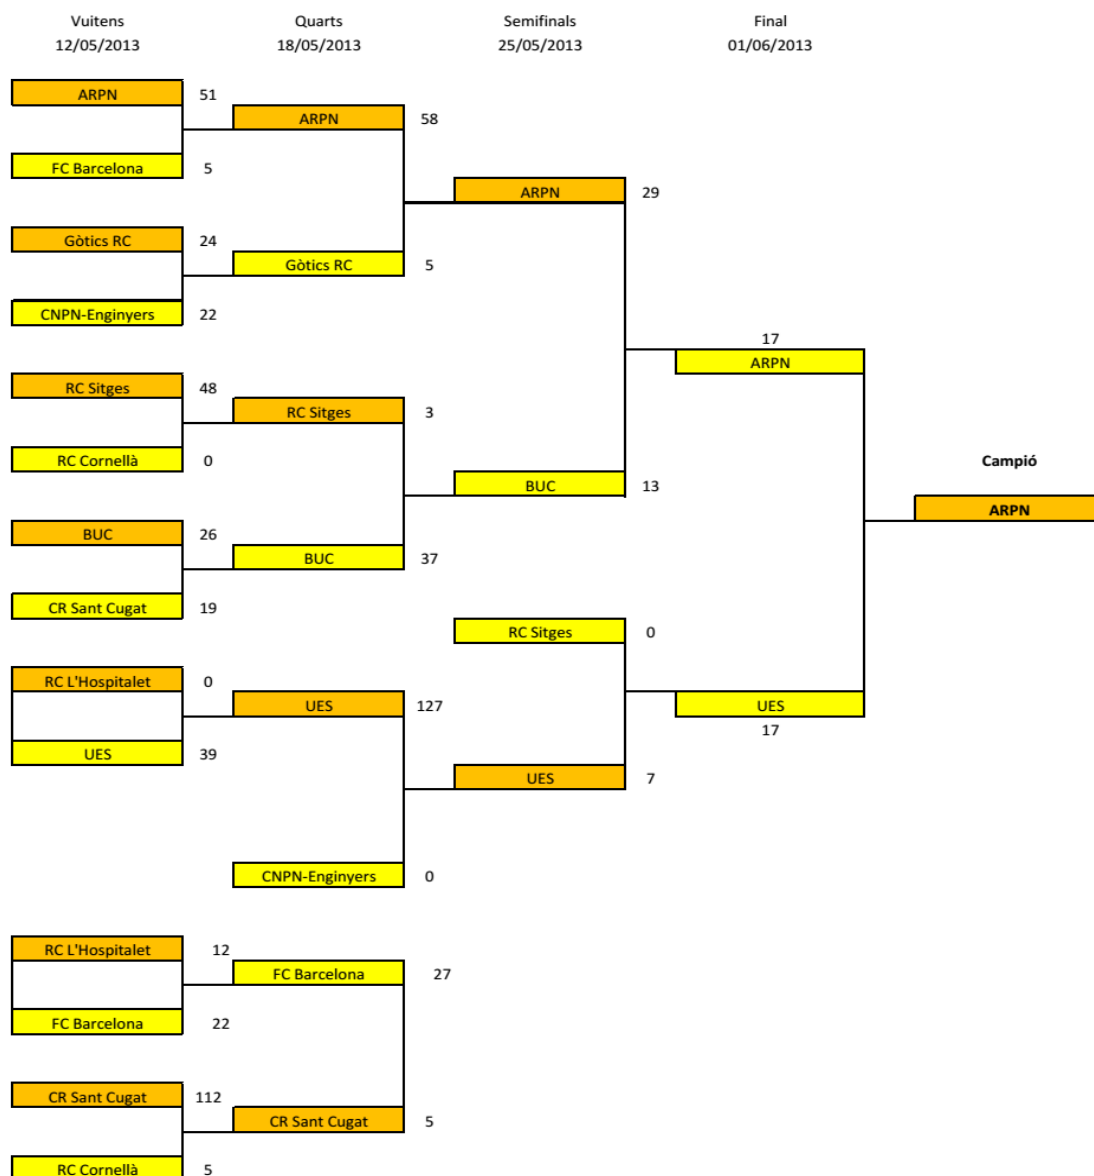 Vuitens Quarts Semifinals Final
12/05/2013 18/05/2013 25/05/2013 01/06/2013
ARPN 51
ARPN 58
FC Barcelona 5
ARPN 29
Gòtics RC 24
Gòtics RC 5
CNPN-Enginyers 22
17
ARPN
RC Sitges 48
RC Sitges 3
RC Cornellà 0
Campió
BUC 13
ARPN
BUC 26
BUC 37
CR Sant Cugat 19
RC Sitges 0
RC L'Hospitalet 0
UES 127
UES
17
UES 39
UES 7
CNPN-Enginyers 0
RC L'Hospitalet 12
FC Barcelona 27
FC Barcelona 22
CR Sant Cugat 112
CR Sant Cugat 5
RC Cornellà 5